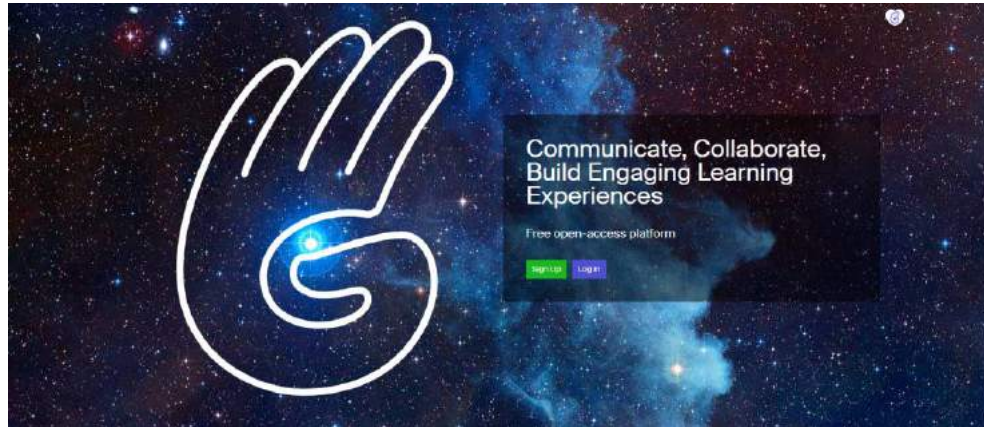 Communicate, Collaborate,
Build Engaging Learning
Experiences
Free open-access platform
Sign Up
Log in